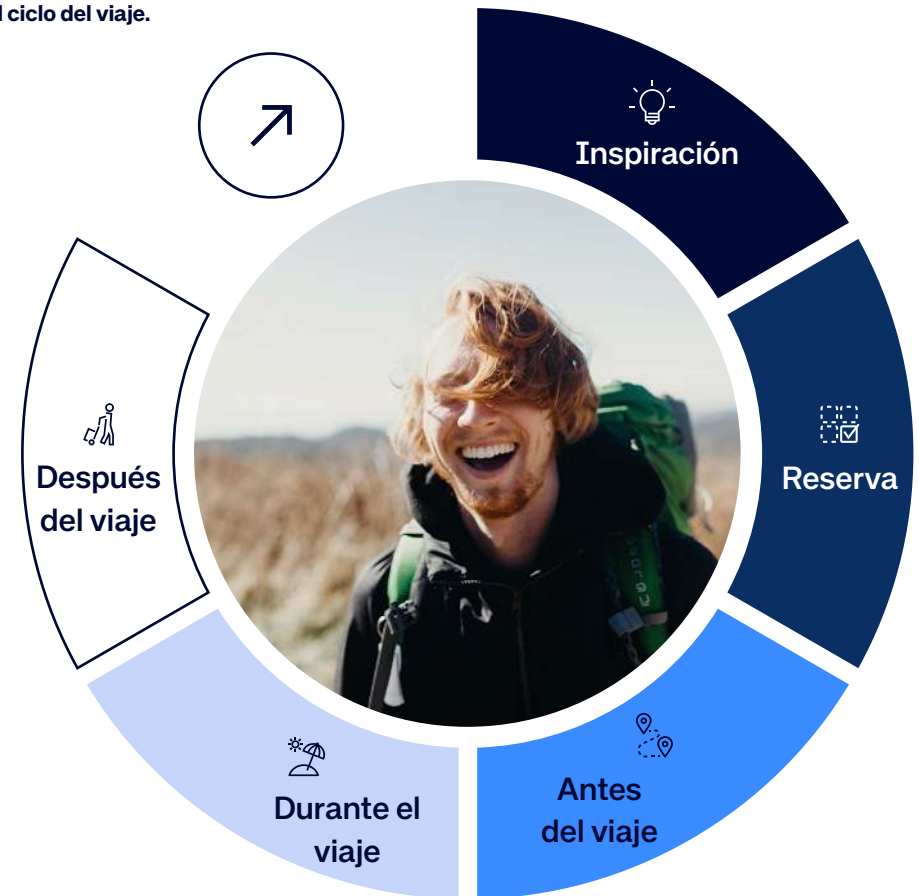 l ciclo del viaje.
Inspiración
Reserva
Antes
del viaje
Durante el
viaje
Después
del viaje